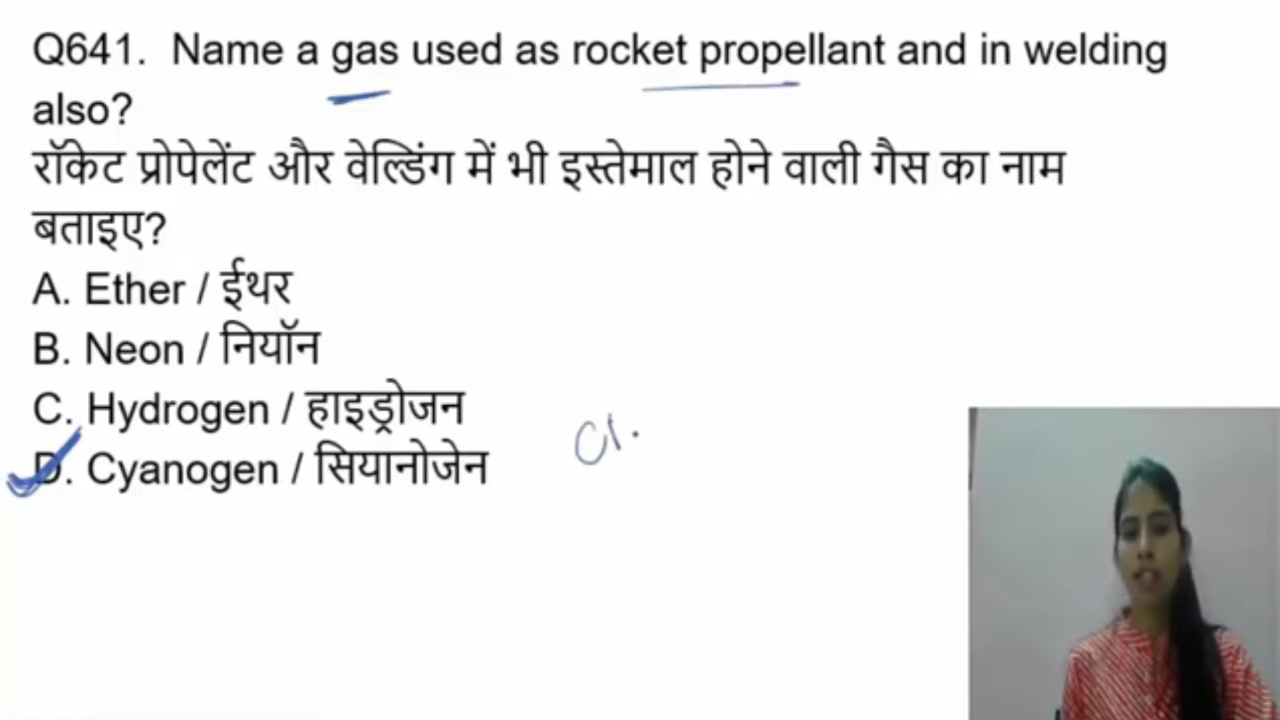 Q641. Name a gas used as rocket propellant and in welding
also?
रॉकेट प्रोपेलेंट और वेल्डिंग में भी इस्तेमाल होने वाली गैस का नाम
बताइए?
A. Ether / ईथर
B. Neon / नियॉन
C. Hydrogen / हाइड्रोजन
D. Cyanogen / सियानोजेन